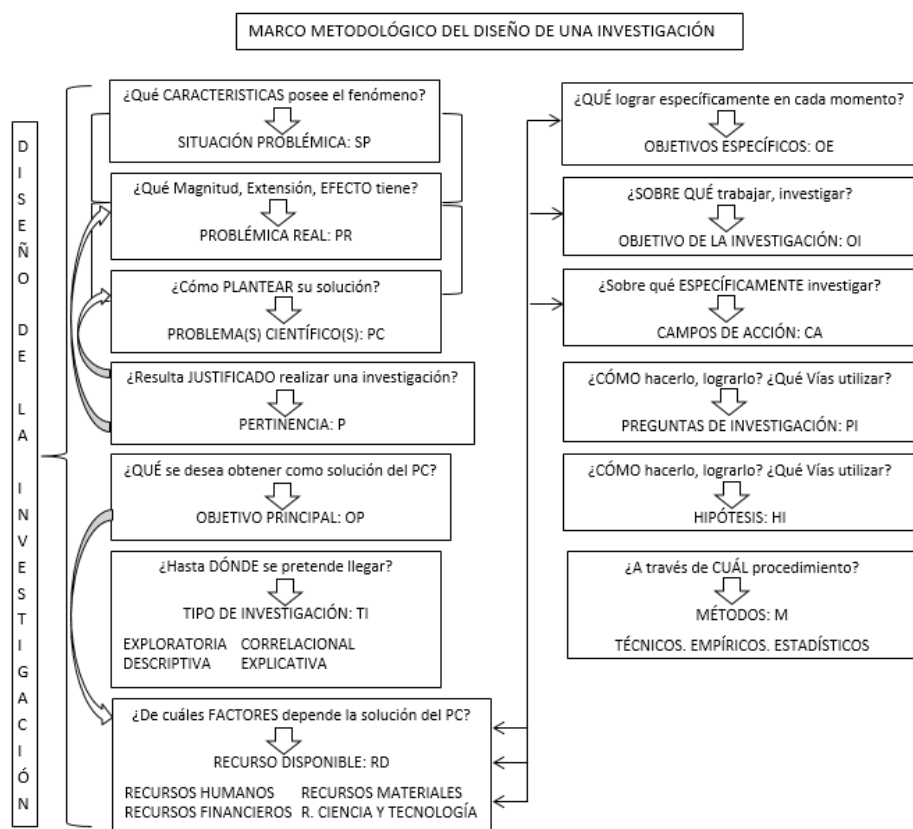 MARCO METODOLÓGICO DEL DISEÑO DE UNA INVESTIGACIÓN
DISEÑO DE LA INVESTIGACIÓN
¿Qué CARACTERISTICAS posee el fenómeno?
SITUACIÓN PROBLÉMICA: SP
¿Qué Magnitud, Extensión, EFECTO tiene?
PROBLÉMICA REAL: PR
¿Cómo PLANTEAR su solución?
PROBLEMA(S) CIENTÍFICO(S): PC
¿Resulta JUSTIFICADO realizar una investigación?
PERTINENCIA: P
¿QUÉ se desea obtener como solución del PC?
OBJETIVO PRINCIPAL: OP
¿Hasta DÓNDE se pretende llegar?
TIPO DE INVESTIGACIÓN: TI
EXPLORATORIA CORRELACIONAL
DESCRIPTIVA EXPLICATIVA
¿De cuáles FACTORES depende la solución del PC?
RECURSO DISPONIBLE: RD
RECURSOS HUMANOS RECURSOS MATERIALES
RECURSOS FINANCIEROS R. CIENCIA Y TECNOLOGÍA
¿QUÉ lograr específicamente en cada momento?
OBJETIVOS ESPECÍFICOS: OE
¿SOBRE QUÉ trabajar, investigar?
OBJETIVO DE LA INVESTIGACIÓN: OI
¿Sobre qué ESPECÍFICAMENTE investigar?
CAMPOS DE ACCIÓN: CA
¿CÓMO hacerlo, lograrlo? ¿Qué Vías utilizar?
PREGUNTAS DE INVESTIGACIÓN: PI
¿CÓMO hacerlo, lograrlo? ¿Qué Vías utilizar?
HIPÓTESIS: HI
¿A través de CUÁL procedimiento?
MÉTODOS: M
TÉCNICOS. EMPÍRICOS. ESTADÍSTICOS